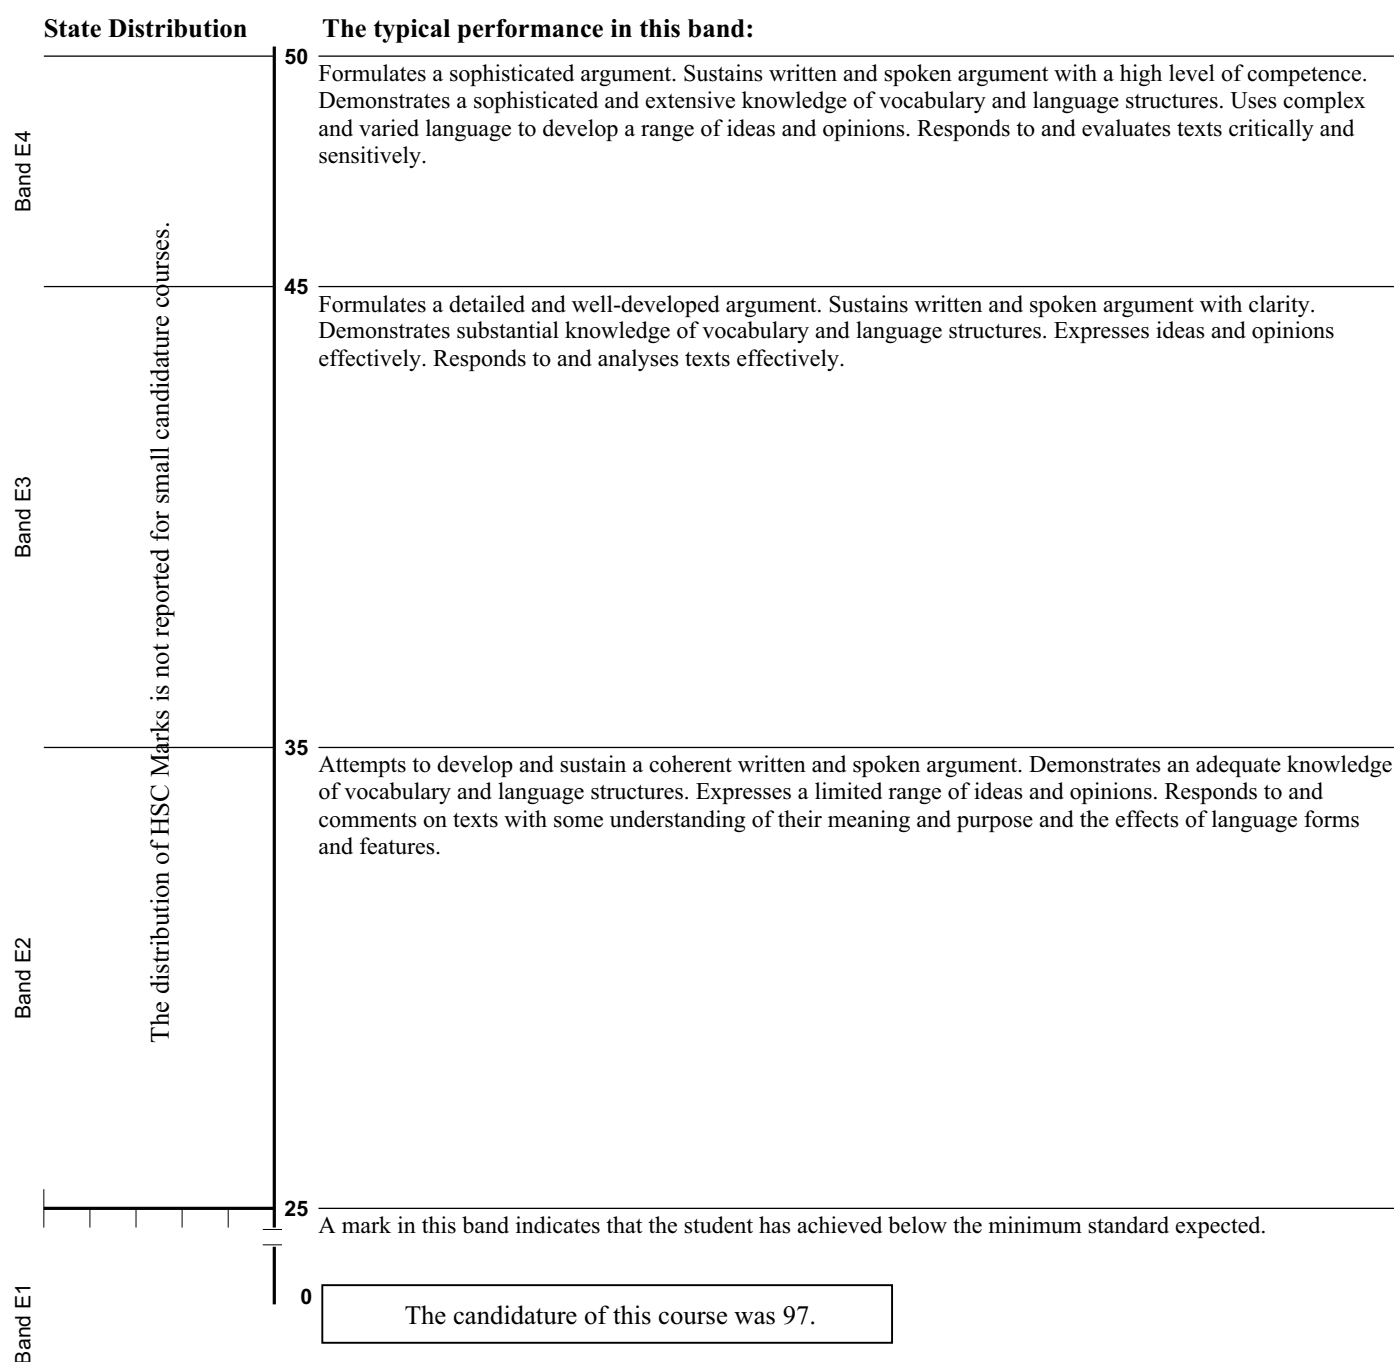 State Distribution
The typical performance in this band:
50
Formulates a sophisticated argument. Sustains written and spoken argument with a high level of competence.
Demonstrates a sophisticated and extensive knowledge of vocabulary and language structures. Uses complex
and varied language to develop a range of ideas and opinions. Responds to and evaluates texts critically and
sensitively.
Band E4
The distribution of HSC Marks is not reported for small candidature courses.
45
Formulates a detailed and well-developed argument. Sustains written and spoken argument with clarity.
Demonstrates substantial knowledge of vocabulary and language structures. Expresses ideas and opinions
effectively. Responds to and analyses texts effectively.
Band E3
35
Attempts to develop and sustain a coherent written and spoken argument. Demonstrates an adequate knowledge
of vocabulary and language structures. Expresses a limited range of ideas and opinions. Responds to and
comments on texts with some understanding of their meaning and purpose and the effects of language forms
and features.
Band E2
25
A mark in this band indicates that the student has achieved below the minimum standard expected.
0
Band E1
The candidature of this course was 97.